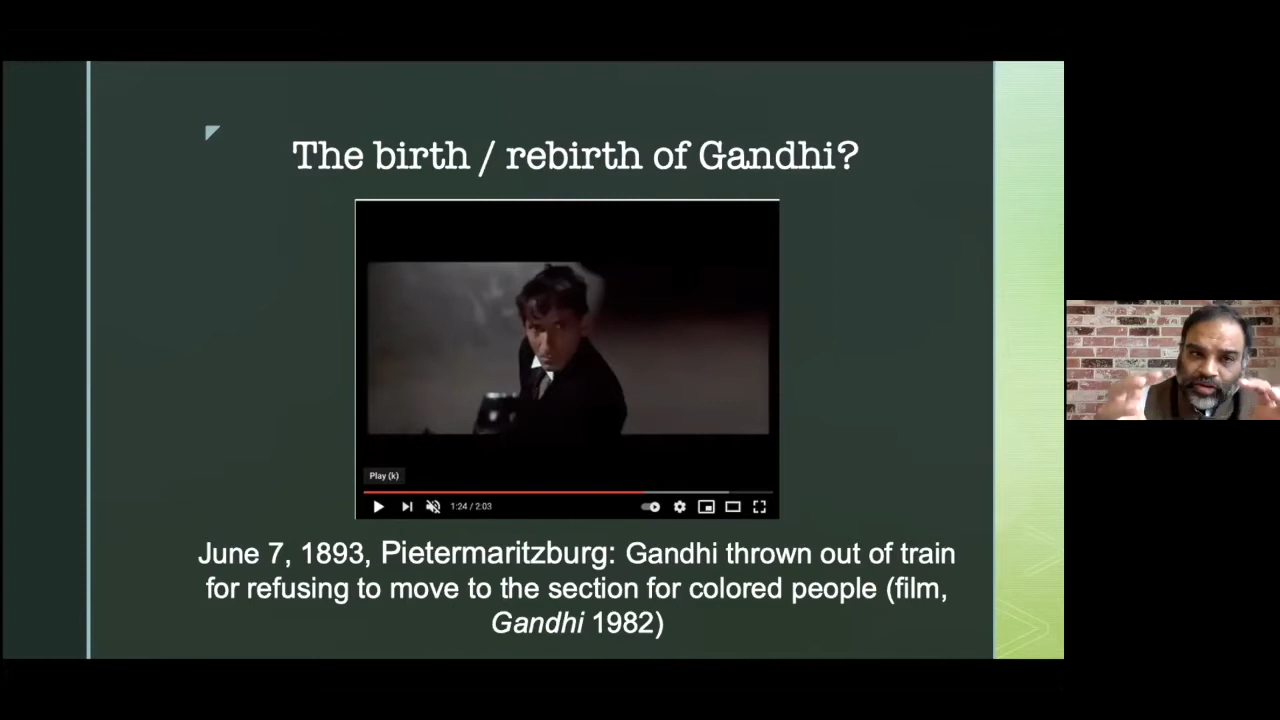 The birth / rebirth of Gandhi?
Play (k)
1:24 / 2:03
June 7, 1893, Pietermaritzburg: Gandhi thrown out of train
for refusing to move to the section for colored people (film,
Gandhi 1982)